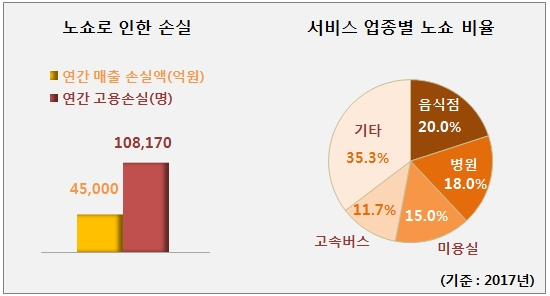 노쇼로 인한 손실
연간 매출 손실액(억원)
연간 고용손실(명)
108,170
45,000
서비스 업종별 노쇼 비율
음식점
20.0%
병원
18.0%
15.0%
미용실
11.7%
고속버스
기타
35.3%
(기준 : 2017년)